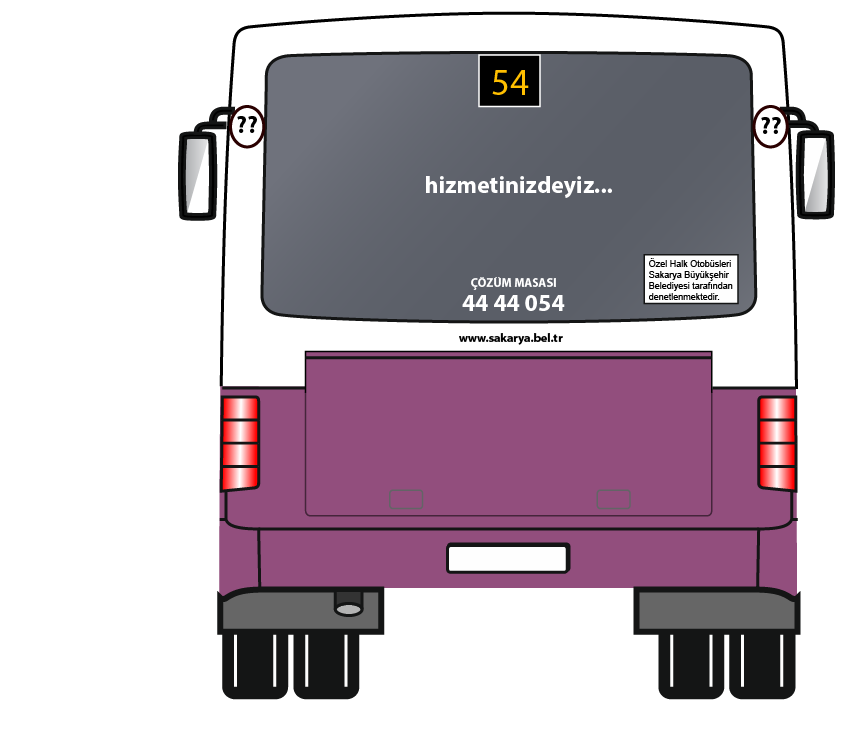 54
??
??
hizmetinizdeyiz...
ÇÖZÜM MASASI
44 44 054
Özel Halk Otobüsleri
Sakarya Büyükşehir
Belediyesi tarafından
denetlenmektedir.
www.sakarya.bel.tr